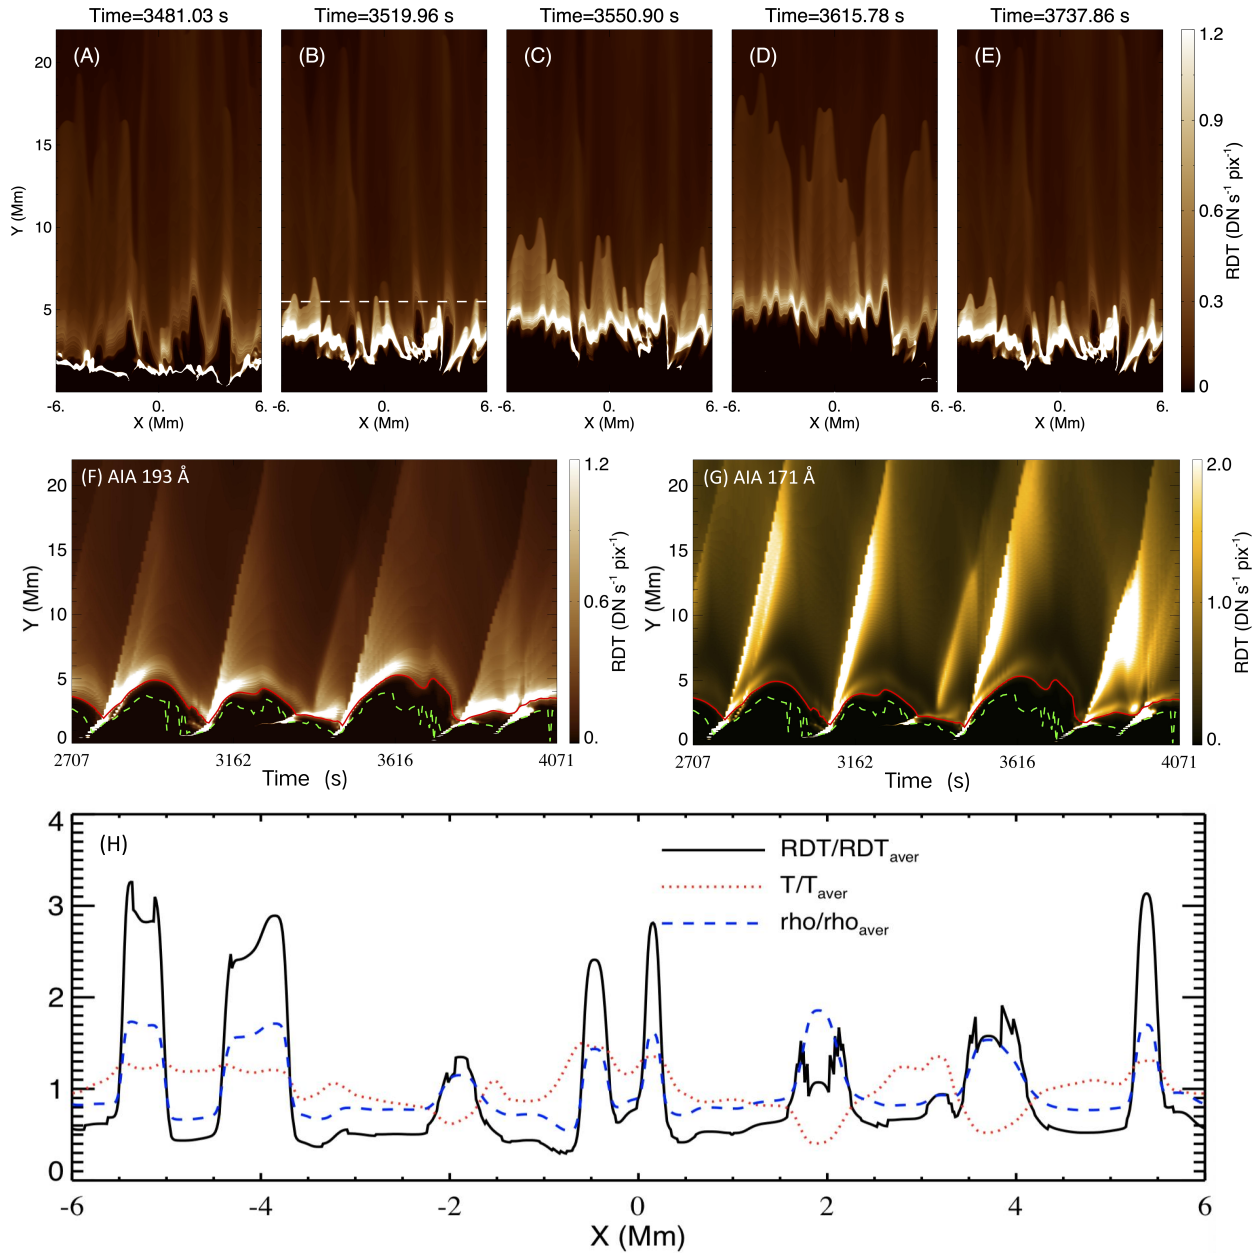 Time=3481.03 s Time=3519.96 s Time=3550.90 s Time=3615.78 s Time=3737.86 s
(A) (B) (C) (D) (E)
20
15
10
5
Y (Mm)
-6. 0. 6. -6. 0. 6. -6. 0. 6. -6. 0. 6. -6. 0. 6.
X (Mm) X (Mm) X (Mm) X (Mm) X (Mm)
1.2
0.9
0.6
0.3
0
RDT (DN s⁻¹ pix⁻¹)
(F) AIA 193 Å
20
15
10
5
0
Y (Mm)
2707 3162 3616 4071
Time (s)
1.2
0.6
0.
RDT (DN s⁻¹ pix⁻¹)
(G) AIA 171 Å
20
15
10
5
0
Y (Mm)
2707 3162 3616 4071
Time (s)
2.0
1.0
0.
RDT (DN s⁻¹ pix⁻¹)
(H)
4
3
2
1
0
RDT/RDTaver
T/Taver
rho/rhoaver
-6 -4 -2 0 2 4 6
X (Mm)